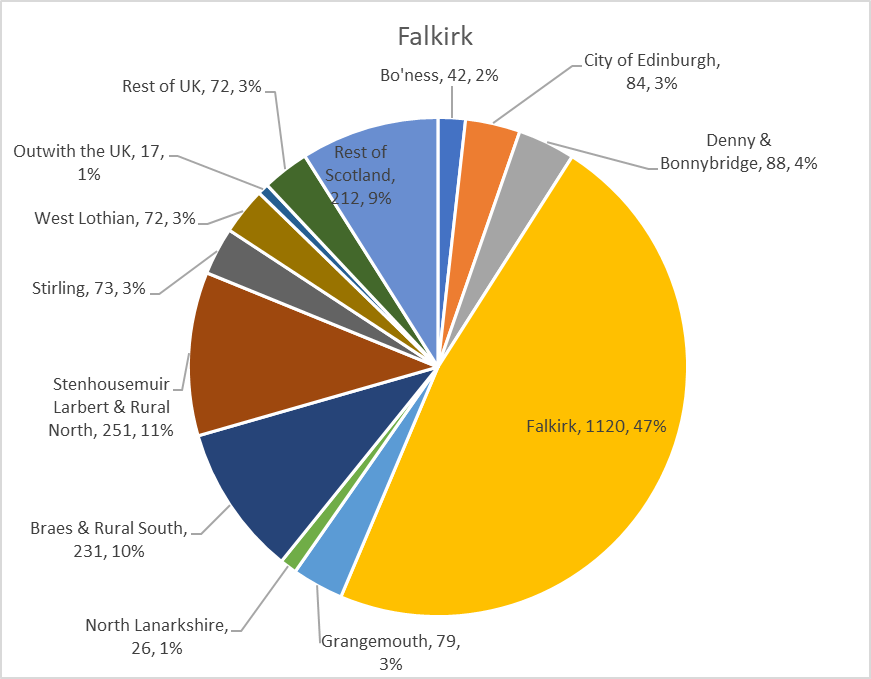 Falkirk
Bo'ness, 42, 2%
City of Edinburgh,
84, 3%
Denny &
Bonnybridge, 88, 4%
Falkirk, 1120, 47%
Grangemouth, 79,
3%
North Lanarkshire,
26, 1%
Braes & Rural South,
231, 10%
Stenhousemuir
Larbert & Rural
North, 251, 11%
Stirling, 73, 3%
West Lothian, 72, 3%
Outwith the UK, 17,
1%
Rest of UK, 72, 3%
Rest of
Scotland,
212, 9%